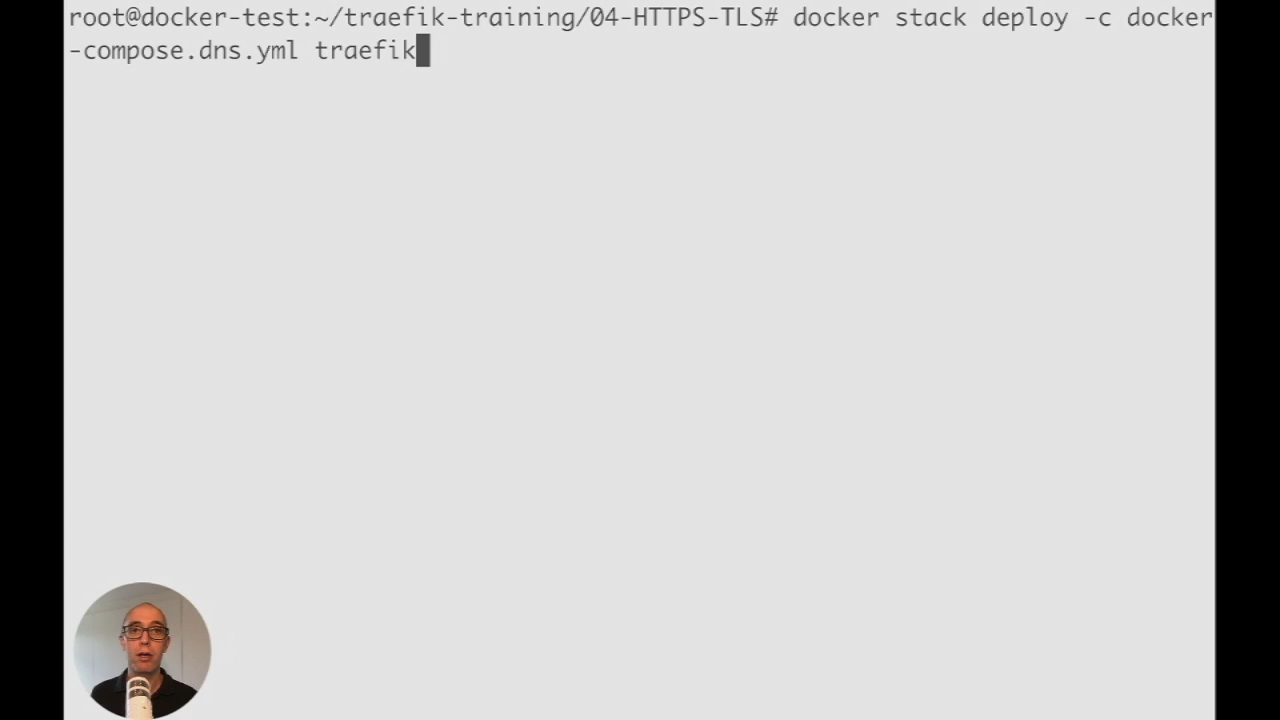 root@docker-test:~/traefik-training/04-HTTPS-TLS# docker stack deploy -c docker
-compose.dns.yml traefik